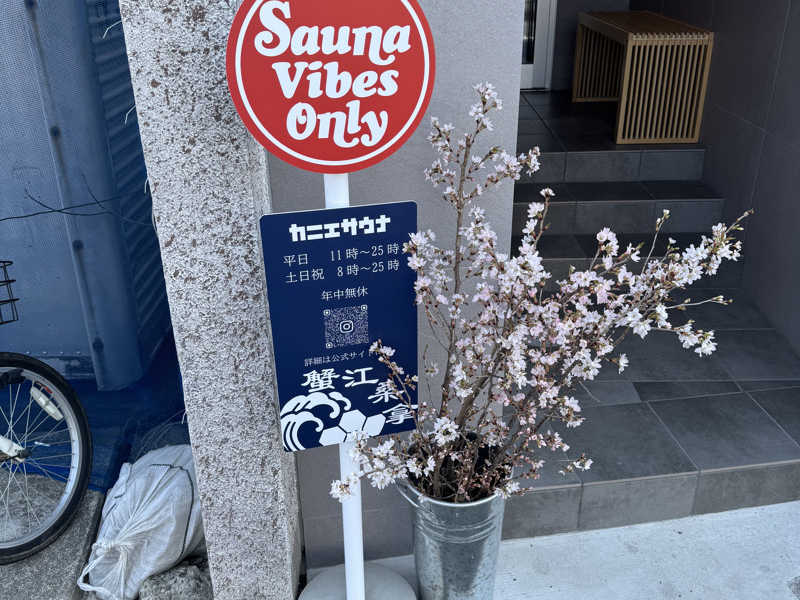 Sauna
Vibes
Only
カニエサウナ
平日 11時～25時
土日祝 8時～25時
年中無休
詳細は公式サイト
蟹江
桑拿